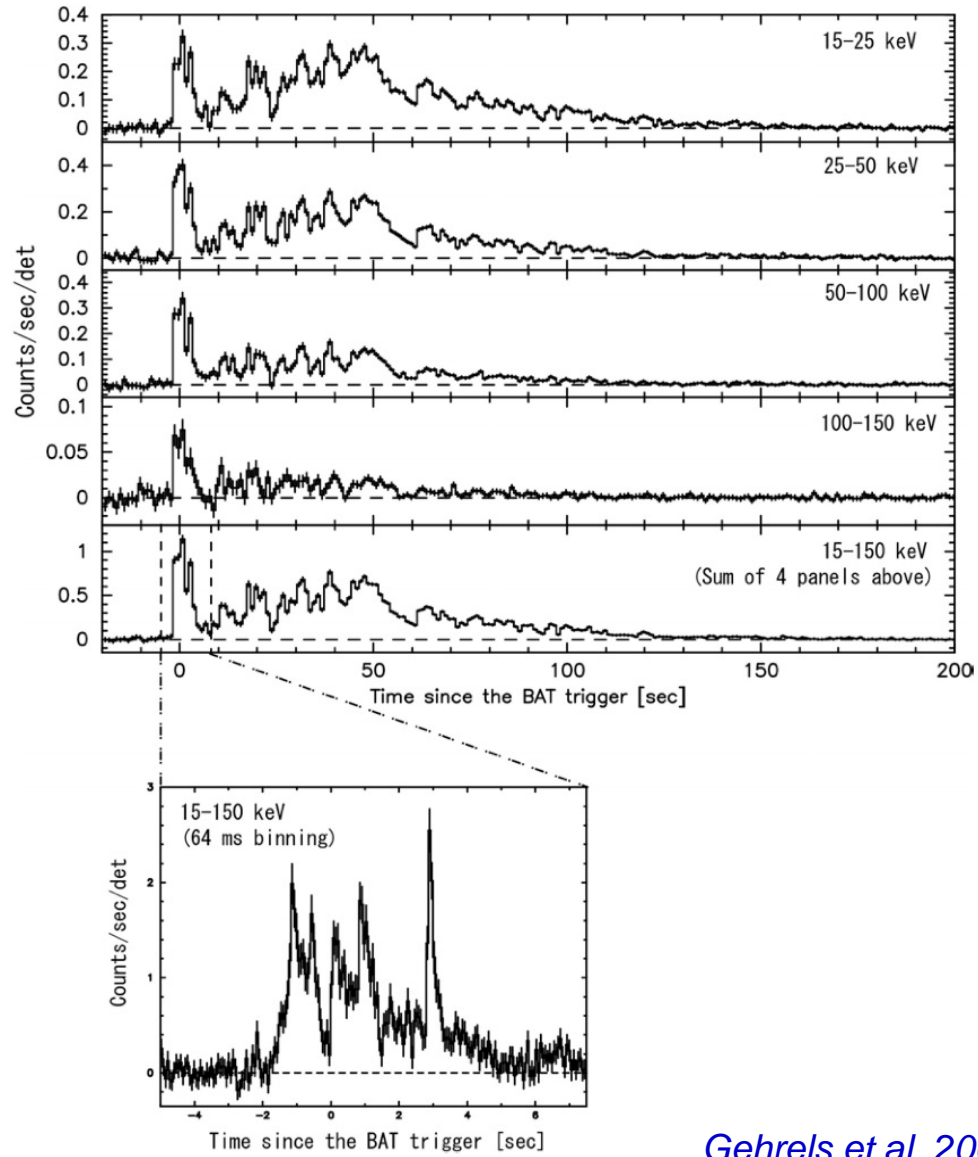 0.4
15-25 keV
0.3
0.2
0.1
0
25-50 keV
0.4
0.2
0
Counts/sec/det
0.4
50-100 keV
0.3
0.2
0.1
0
0.1
100-150 keV
0.05
0
15-150 keV
(Sum of 4 panels above)
1
0.5
0
0 50 100 150 200
Time since the BAT trigger [sec]
15-150 keV
(64 ms binning)
Counts/sec/det
3
2
1
0
-4 -2 0 2 4 6
Time since the BAT trigger [sec]
Gehrels et al. 20